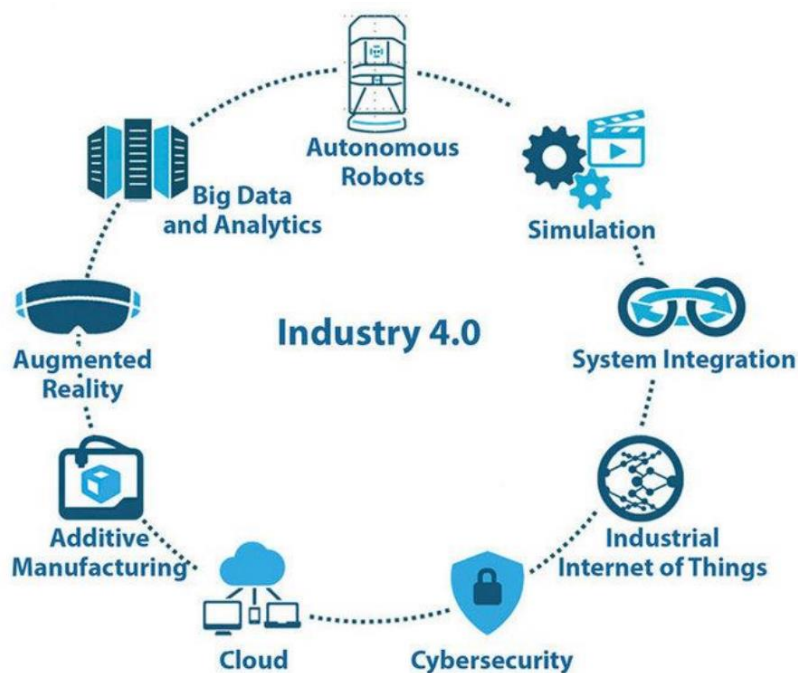 Autonomous
Robots
Big Data
and Analytics
Simulation
Industry 4.0
Augmented
Reality
System Integration
Additive
Manufacturing
Industrial
Internet of Things
Cloud
Cybersecurity